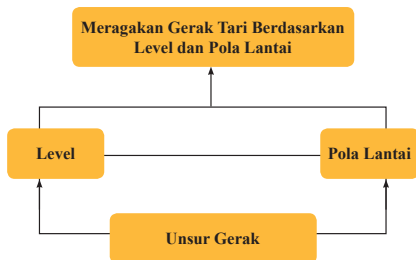 Meragakan Gerak Tari Berdasarkan
Level dan Pola Lantai
Level
Pola Lantai
Unsur Gerak